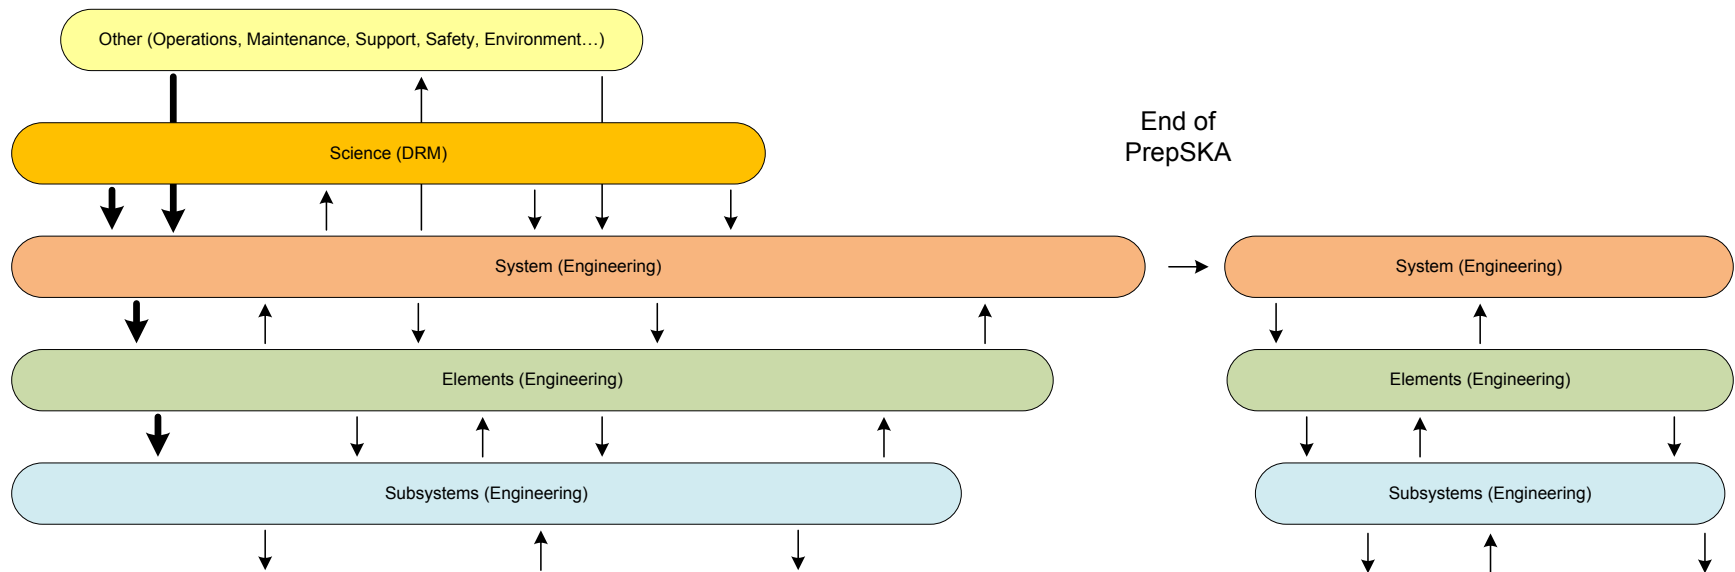 Other (Operations, Maintenance, Support, Safety, Environment…)
Science (DRM)
End of
PrepSKA
System (Engineering)
System (Engineering)
Elements (Engineering)
Elements (Engineering)
Subsystems (Engineering)
Subsystems (Engineering)